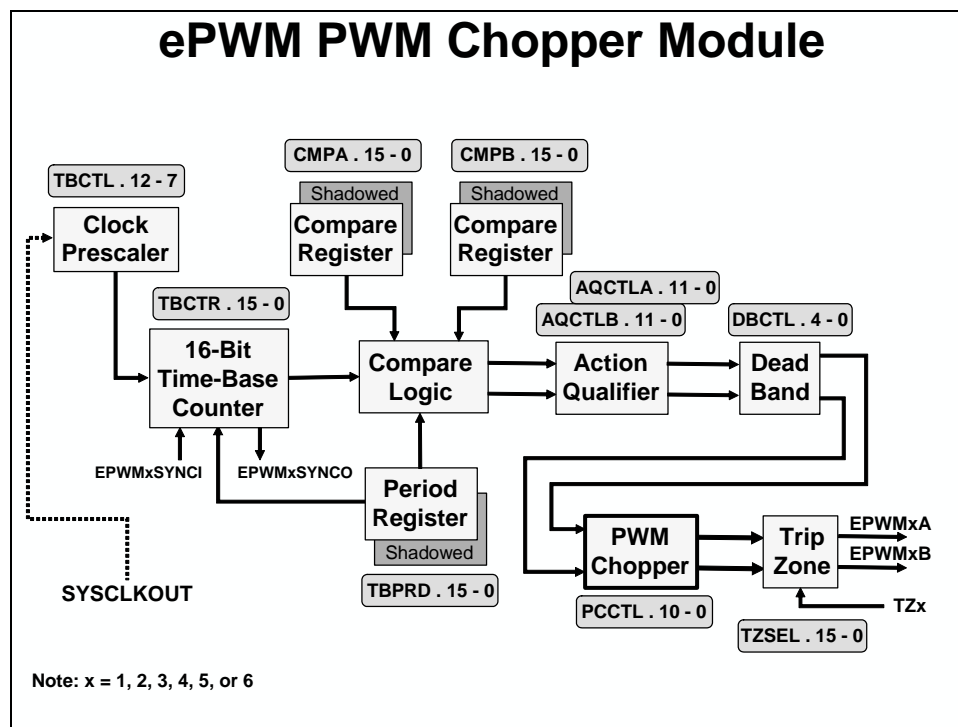 ePWM PWM Chopper Module
CMPA . 15 - 0
CMPB . 15 - 0
TBCTL . 12 - 7
Shadowed
Shadowed
Clock
Prescaler
Compare
Register
Compare
Register
TBCTR . 15 - 0
AQCTLA . 11 - 0
AQCTLB . 11 - 0
DBCTL . 4 - 0
16-Bit
Time-Base
Counter
Compare
Logic
Action
Qualifier
Dead
Band
EPWMxSYNCI
EPWMxSYNCO
Period
Register
Shadowed
TBPRD . 15 - 0
SYSCLKOUT
PWM
Chopper
PCCTL . 10 - 0
Trip
Zone
EPWMxA
EPWMxB
TZx
TZSEL . 15 - 0
Note: x = 1, 2, 3, 4, 5, or 6